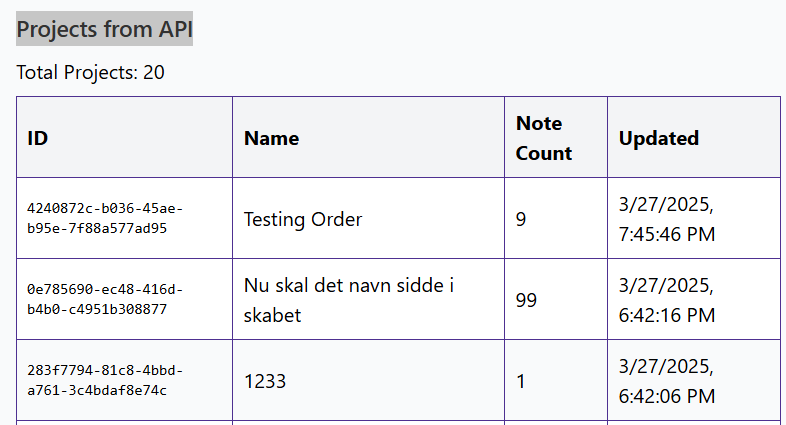 Projects from API
Total Projects: 20
ID Name Note Count Updated
4240872c-b036-45ae-b95e-7f88a577ad95 Testing Order 9 3/27/2025, 7:45:46 PM
0e785690-ec48-416d-b4b0-c4951b308877 Nu skal det navn sidde i skabet 99 3/27/2025, 6:42:16 PM
283f7794-81c8-4bbd-a761-3c4bdaf8e74c 1233 1 3/27/2025, 6:42:06 PM